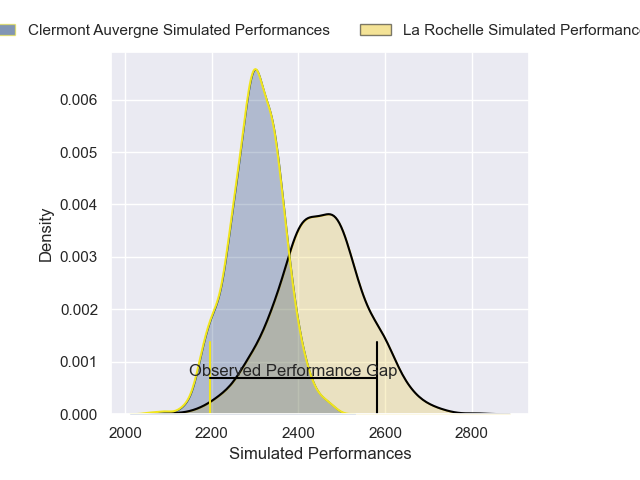 Clermont Auvergne Simulated Performances
La Rochelle Simulated Performanc
0.006
0.005
0.004
0.003
0.002
0.001
0.000
Density
Observed Performance Gap
2000 2200 2400 2600 2800
Simulated Performances